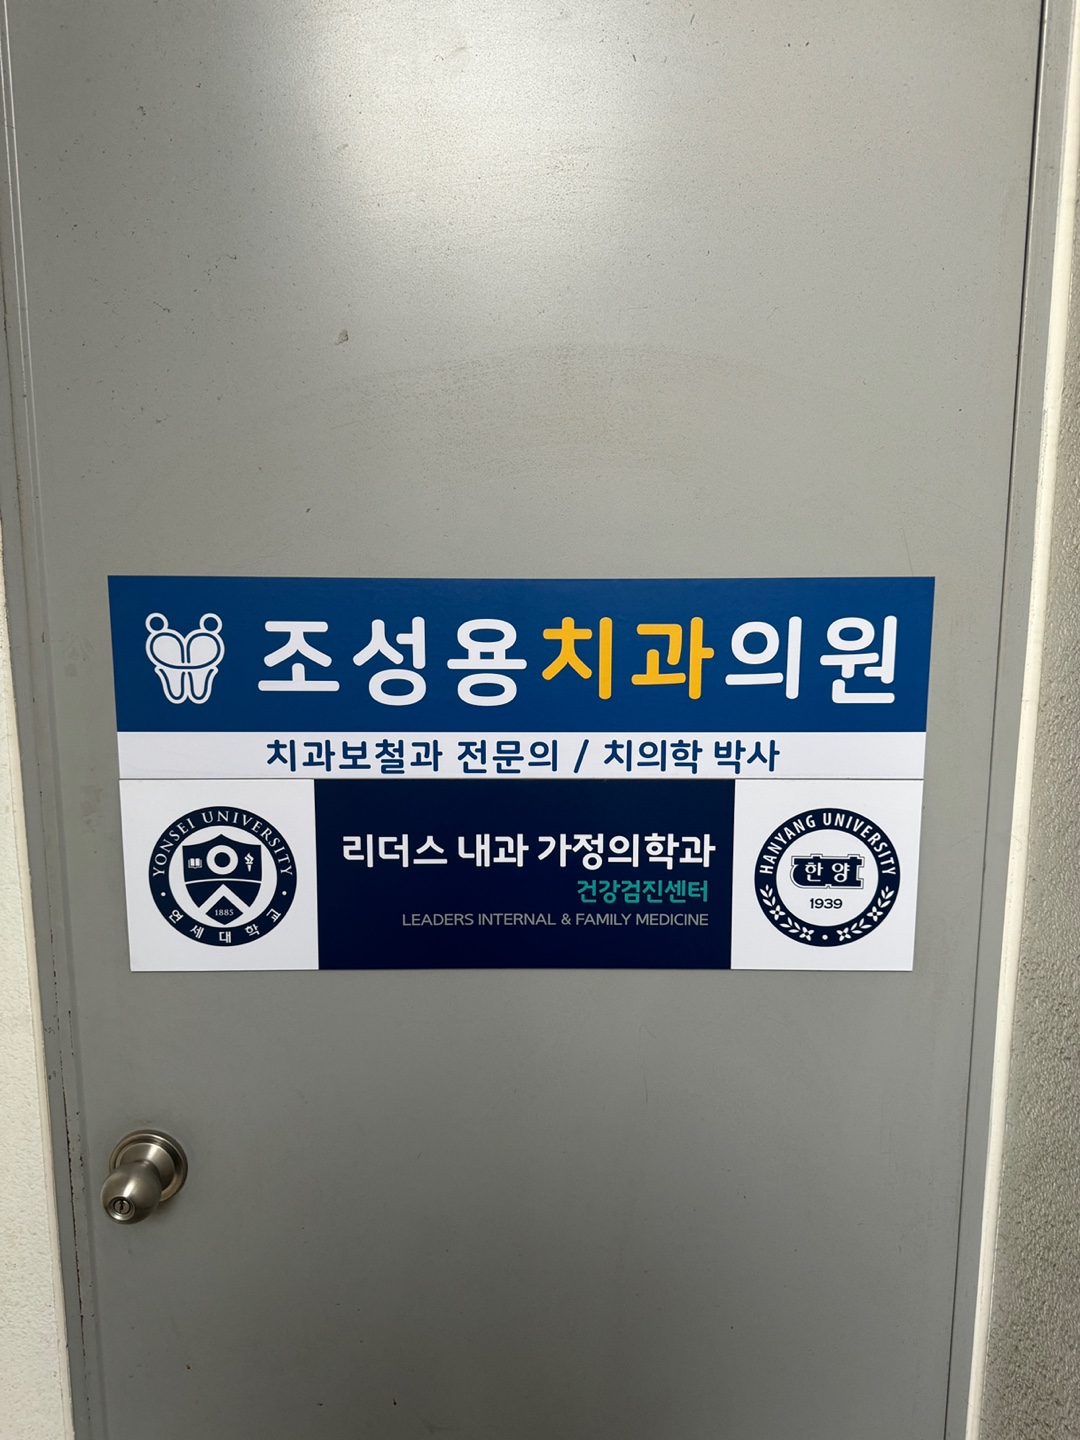 조성용치과의원
치과보철과 전문의 / 치의학 박사
YONSEI UNIVERSITY
1885
연세대학교
리더스 내과 가정의학과
건강검진센터
LEADERS INTERNAL & FAMILY MEDICINE
HANYANG UNIVERSITY
한양
1939